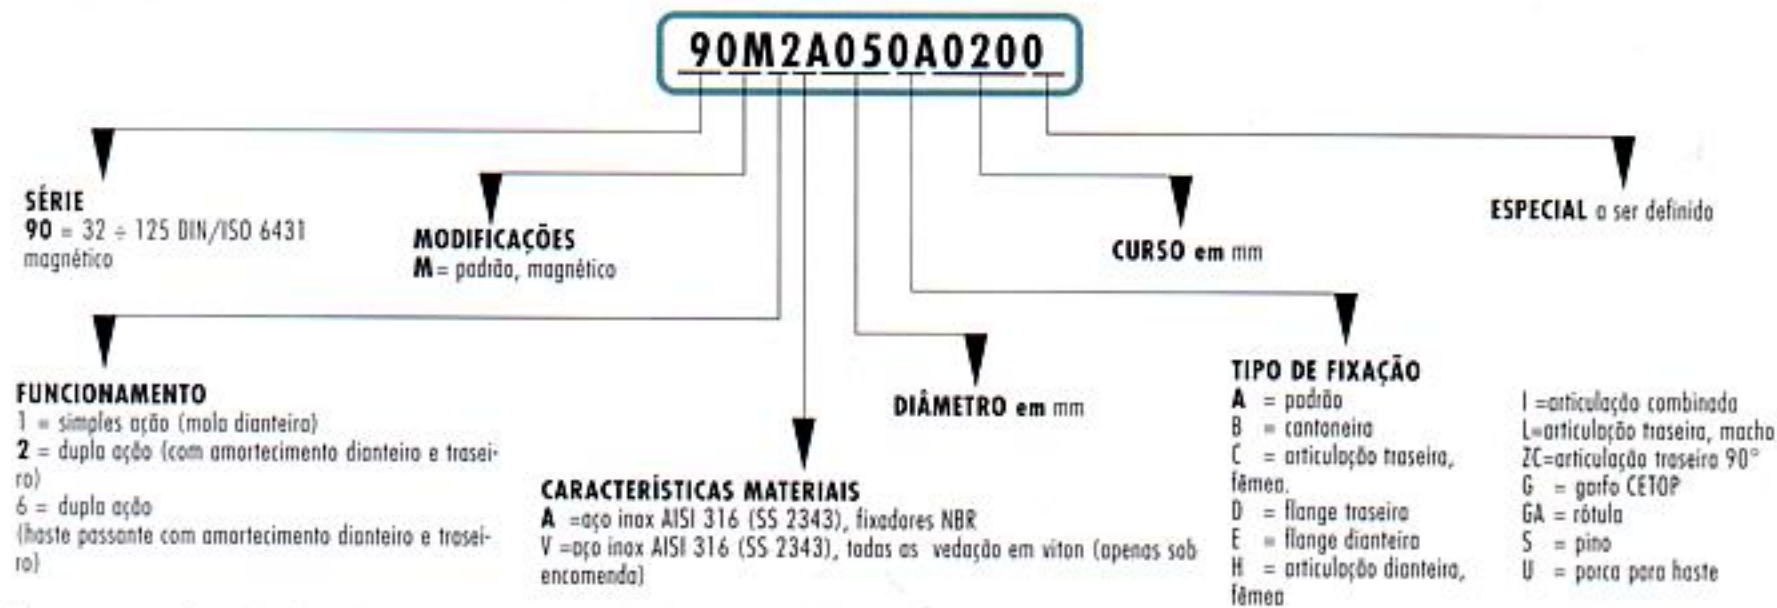 90M2A050A0200
SÉRIE
90 = 32 ÷ 125 DIN/ISO 6431
magnético
MODIFICAÇÕES
M = padrão, magnético
CURSO em mm
ESPECIAL a ser definido
FUNCIONAMENTO
1 = simples ação (mola dianteira)
2 = dupla ação (com amortecimento dianteiro e trasei-
ro)
6 = dupla ação
(haste passante com amortecimento dianteiro e trasei-
ro)
CARACTERÍSTICAS MATERIAIS
A =aço inox AISI 316 (SS 2343), fixadores NBR
V =aço inox AISI 316 (SS 2343), todas as vedação em viton (apenas sob
encomenda)
DIÂMETRO em mm
TIPO DE FIXAÇÃO
A = padrão
B = cantoneira
C = articulação traseira,
fêmea.
D = flange traseira
E = flange dianteira
H = articulação dianteira,
fêmea
I =articulação combinada
L=articulação traseira, macho
ZC=articulação traseira 90°
G = garfo CETOP
GA = rótula
S = pino
U = porca para haste